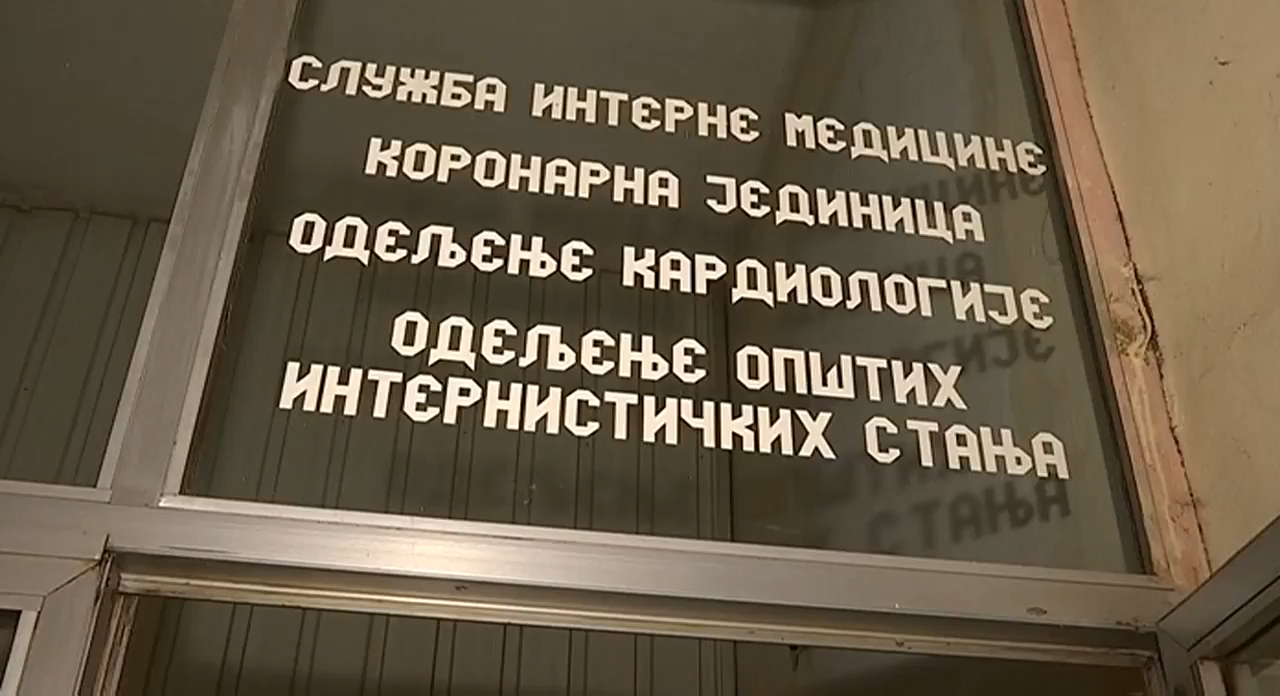 СЛУЖБА ИНТЕРНЕ МЕДИЦИНЕ
КОРОНАРНА ЈЕДИНИЦА
ОДЕЉЕЊЕ КАРДИОЛОГИЈЕ
ОДЕЉЕЊЕ ОПШТИХ
ИНТЕРНИСТИЧКИХ СТАЊА